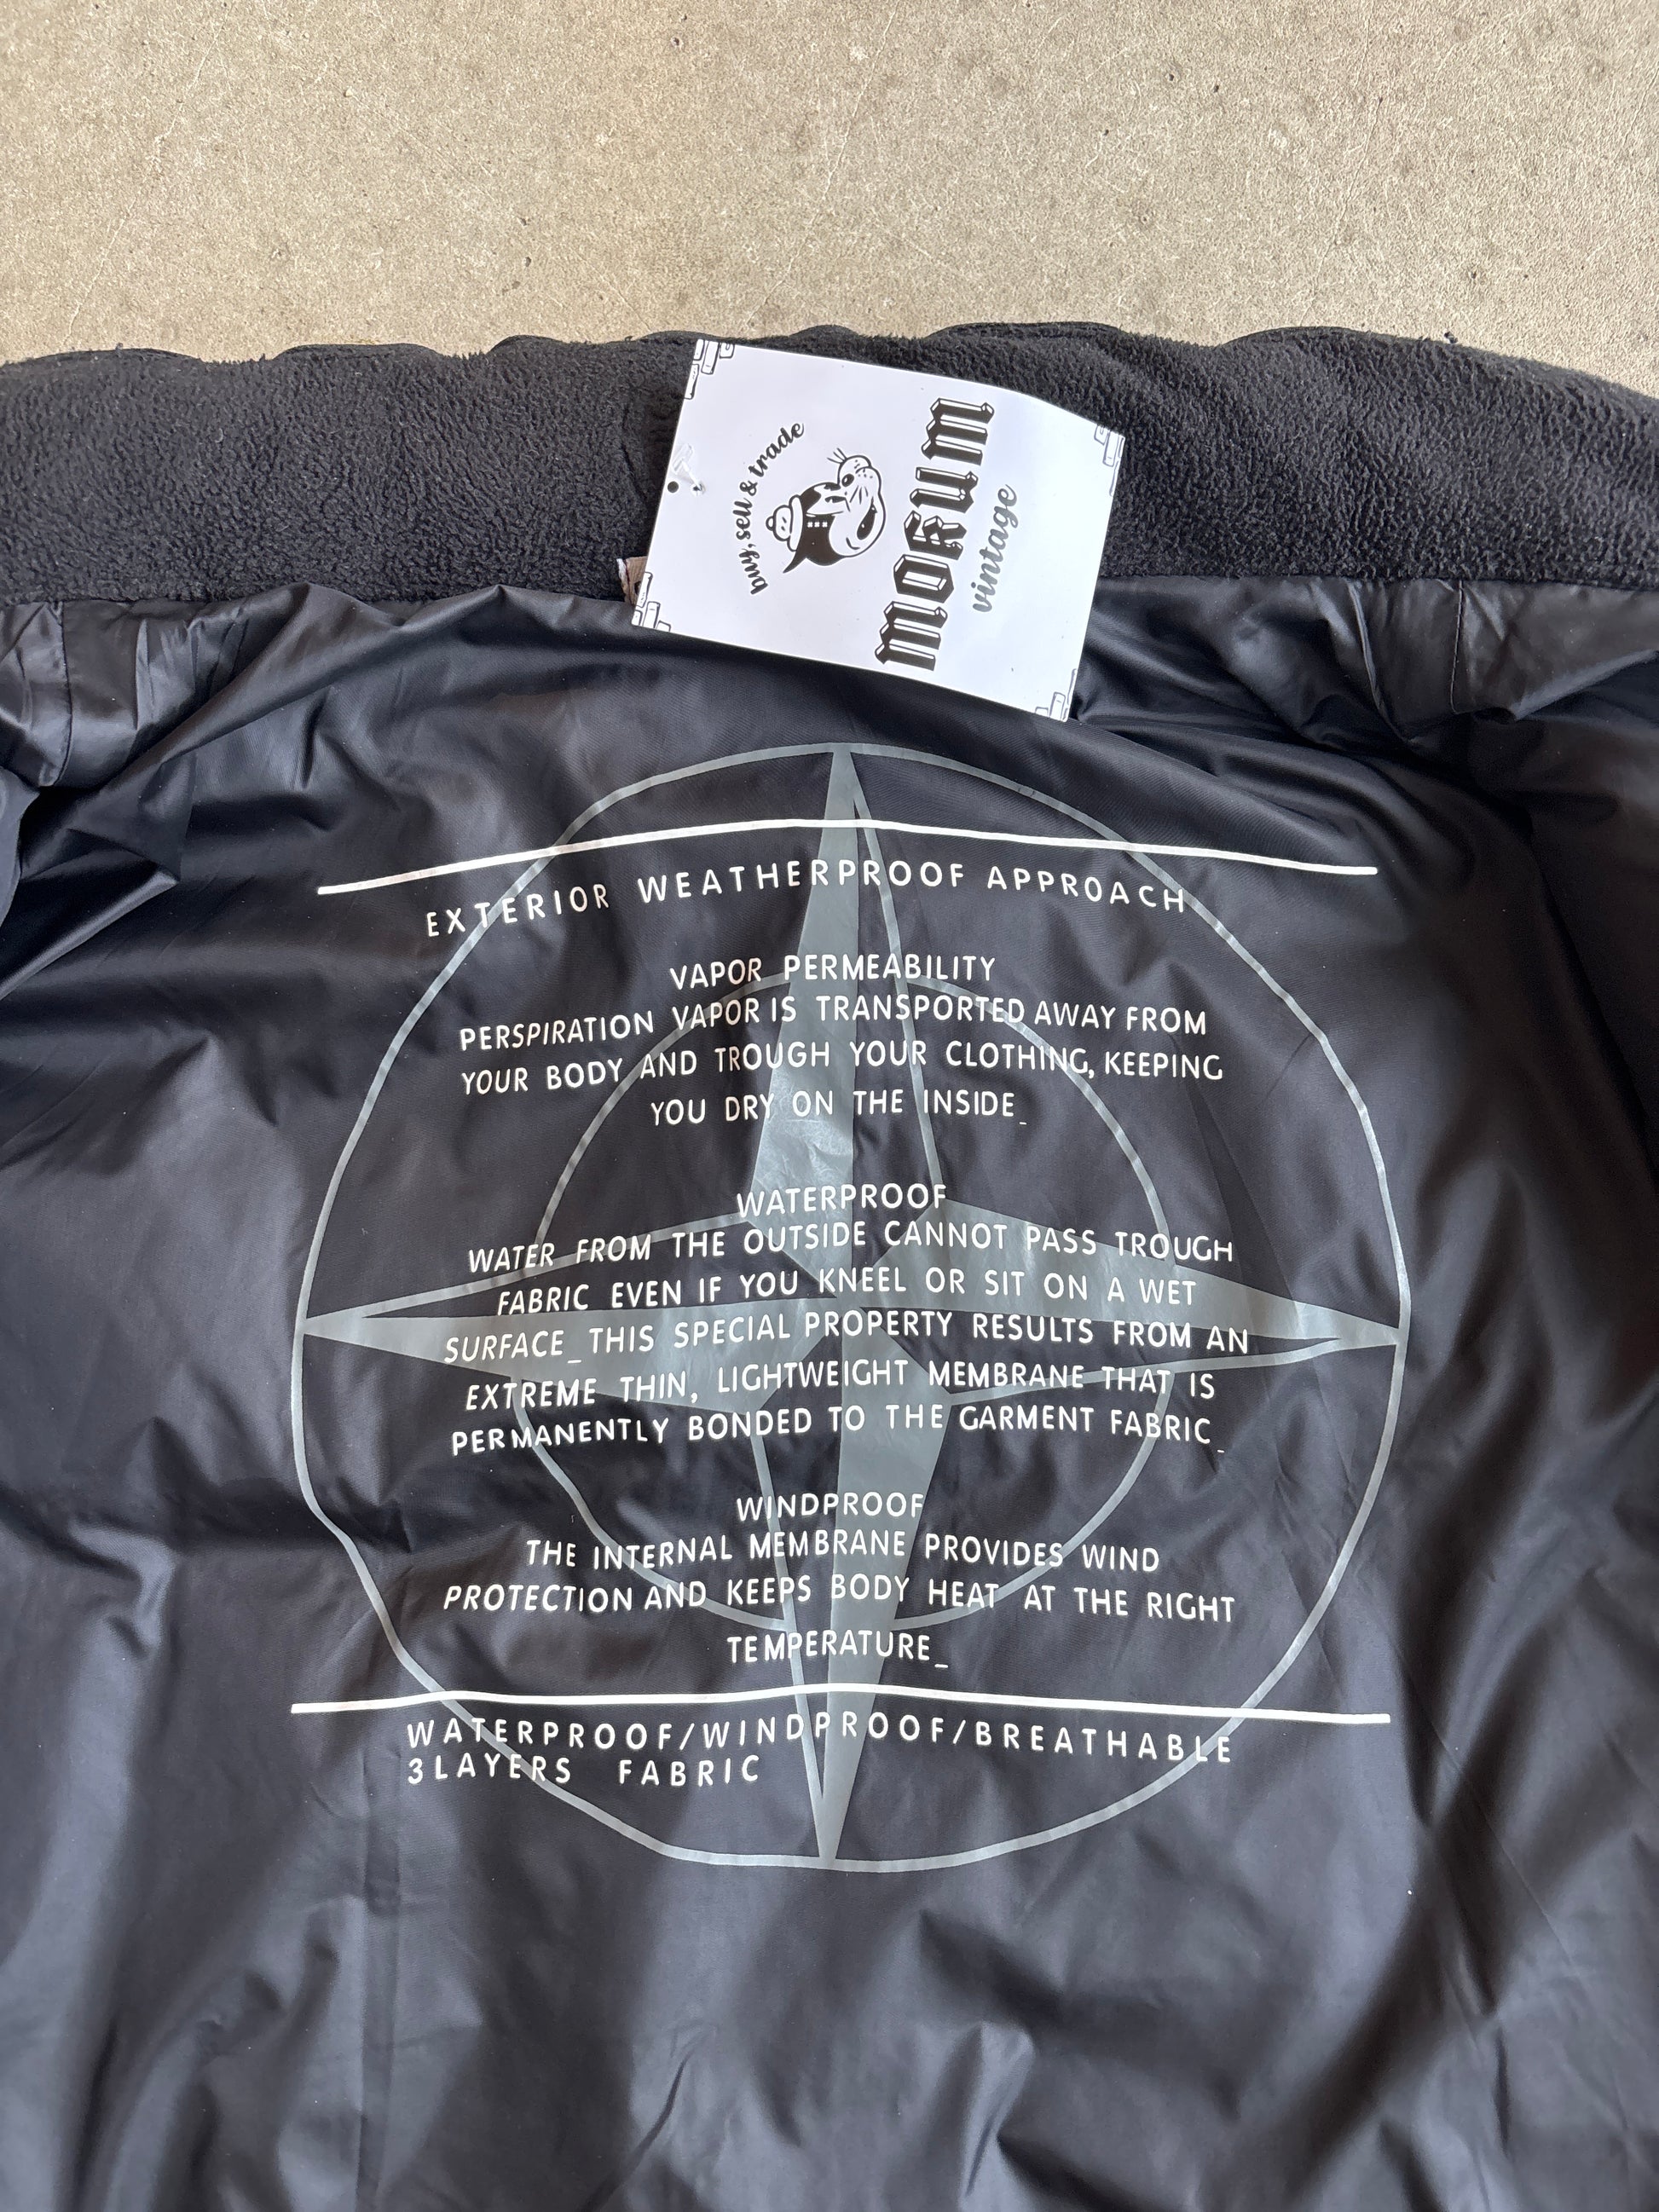 buy, sell & trade
MORUM
vintage
EXTERIOR WEATHERPROOF APPROACH
VAPOR PERMEABILITY
PERSPIRATION VAPOR IS TRANSPORTED AWAY FROM
YOUR BODY AND TROUGH YOUR CLOTHING, KEEPING
YOU DRY ON THE INSIDE_
WATERPROOF
WATER FROM THE OUTSIDE CANNOT PASS TROUGH
FABRIC EVEN IF YOU KNEEL OR SIT ON A WET
SURFACE_THIS SPECIAL PROPERTY RESULTS FROM AN
EXTREME THIN, LIGHTWEIGHT MEMBRANE THAT IS
PERMANENTLY BONDED TO THE GARMENT FABRIC_
WINDPROOF
THE INTERNAL MEMBRANE PROVIDES WIND
PROTECTION AND KEEPS BODY HEAT AT THE RIGHT
TEMPERATURE_
WATERPROOF/WINDPROOF/BREATHABLE
3LAYERS FABRIC